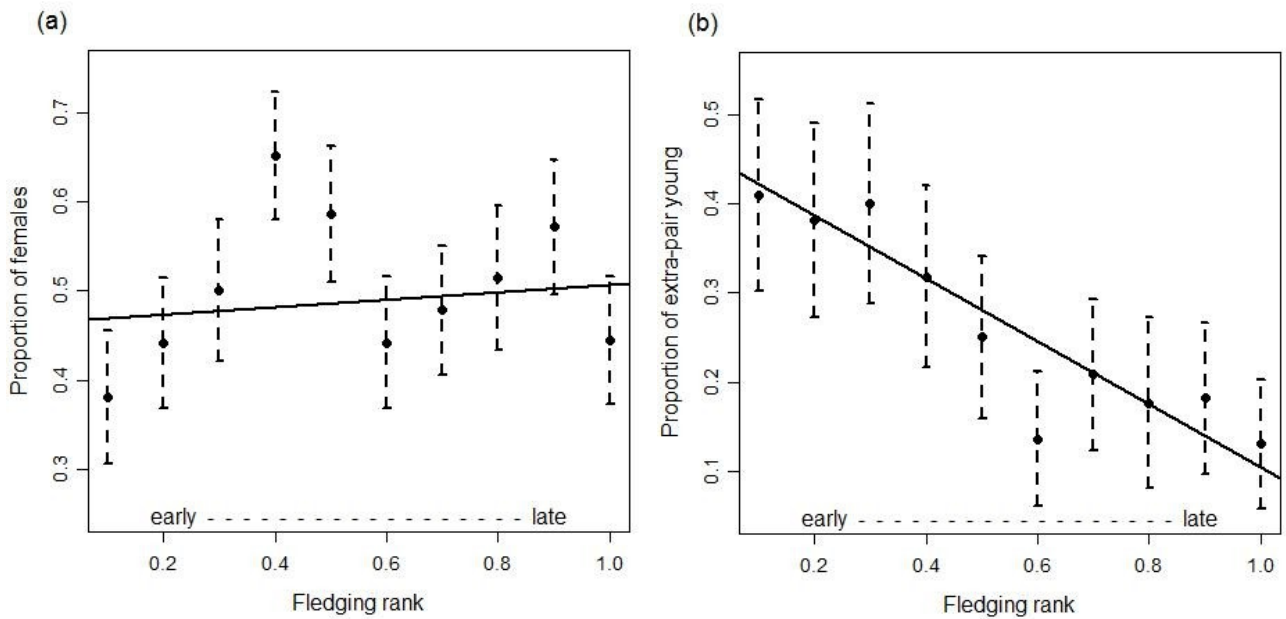 (a)
Proportion of females
0.7
0.6
0.5
0.4
0.3
early - - - - - - - - - - - - - - - - - - - late
0.2 0.4 0.6 0.8 1.0
Fledging rank
(b)
Proportion of extra-pair young
0.5
0.4
0.3
0.2
0.1
early - - - - - - - - - - - - - - - - - - - late
0.2 0.4 0.6 0.8 1.0
Fledging rank